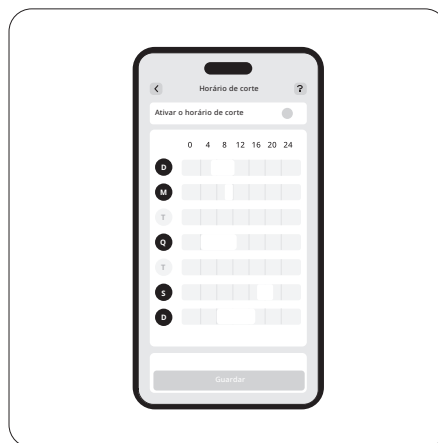 Horário de corte ?
Ativar o horário de corte
0 4 8 12 16 20 24
D
M
T
Q
T
S
D
Guardar